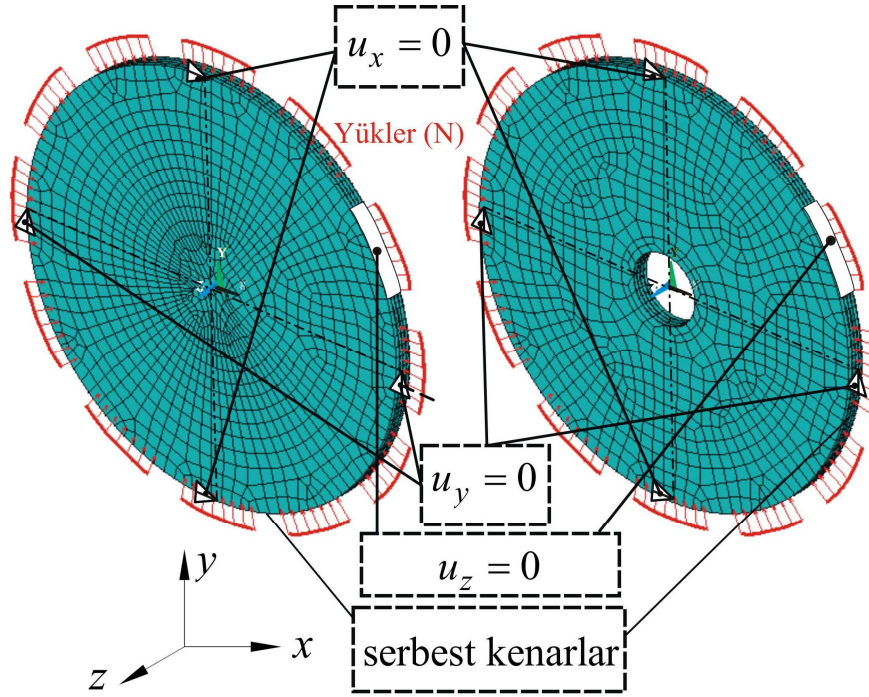 u_x = 0
Yükler (N)
Y
Y
u_y = 0
u_z = 0
serbest kenarlar
y
x
z